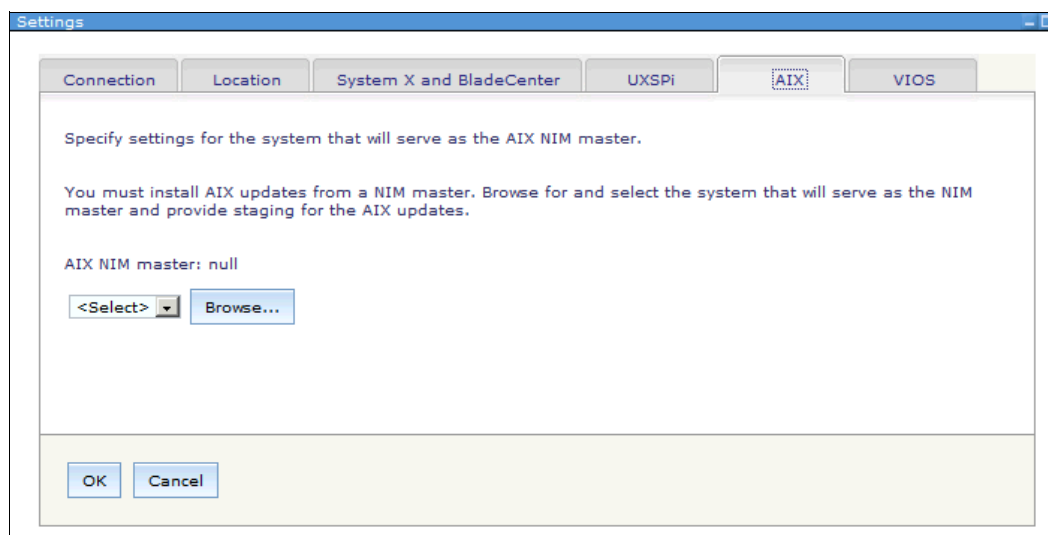 Settings
Connection
Location
System X and BladeCenter
UXSPi
AIX
VIOS
Specify settings for the system that will serve as the AIX NIM master.
You must install AIX updates from a NIM master. Browse for and select the system that will serve as the NIM
master and provide staging for the AIX updates.
AIX NIM master: null
<Select>
Browse...
OK
Cancel